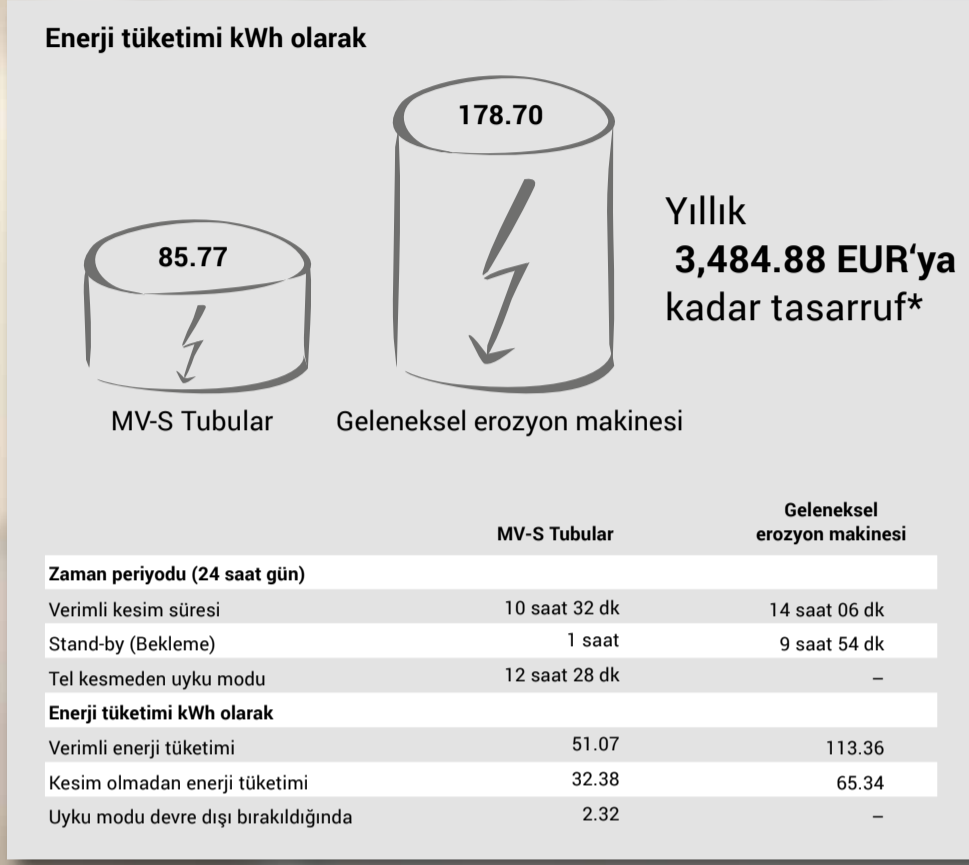 Enerji tüketimi kWh olarak
178.70
85.77
Yıllık
3,484.88 EUR‘ya
kadar tasarruf*
MV-S Tubular
Geleneksel erozyon makinesi
MV-S Tubular
Geleneksel
erozyon makinesi
Zaman periyodu (24 saat gün)
Verimli kesim süresi 10 saat 32 dk 14 saat 06 dk
Stand-by (Bekleme) 1 saat 9 saat 54 dk
Tel kesmeden uyku modu 12 saat 28 dk –
Enerji tüketimi kWh olarak
Verimli enerji tüketimi 51.07 113.36
Kesim olmadan enerji tüketimi 32.38 65.34
Uyku modu devre dışı bırakıldığında 2.32 –